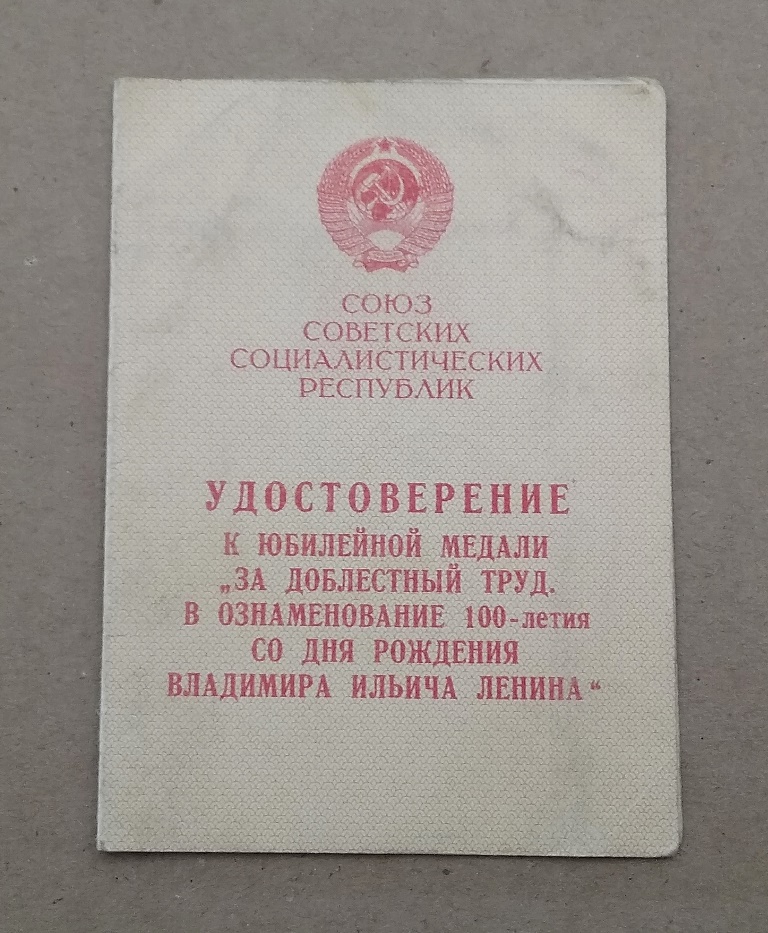 СОЮЗ
СОВЕТСКИХ
СОЦИАЛИСТИЧЕСКИХ
РЕСПУБЛИК
УДОСТОВЕРЕНИЕ
К ЮБИЛЕЙНОЙ МЕДАЛИ
„ЗА ДОБЛЕСТНЫЙ ТРУД.
В ОЗНАМЕНОВАНИЕ 100-летия
СО ДНЯ РОЖДЕНИЯ
ВЛАДИМИРА ИЛЬИЧА ЛЕНИНА“